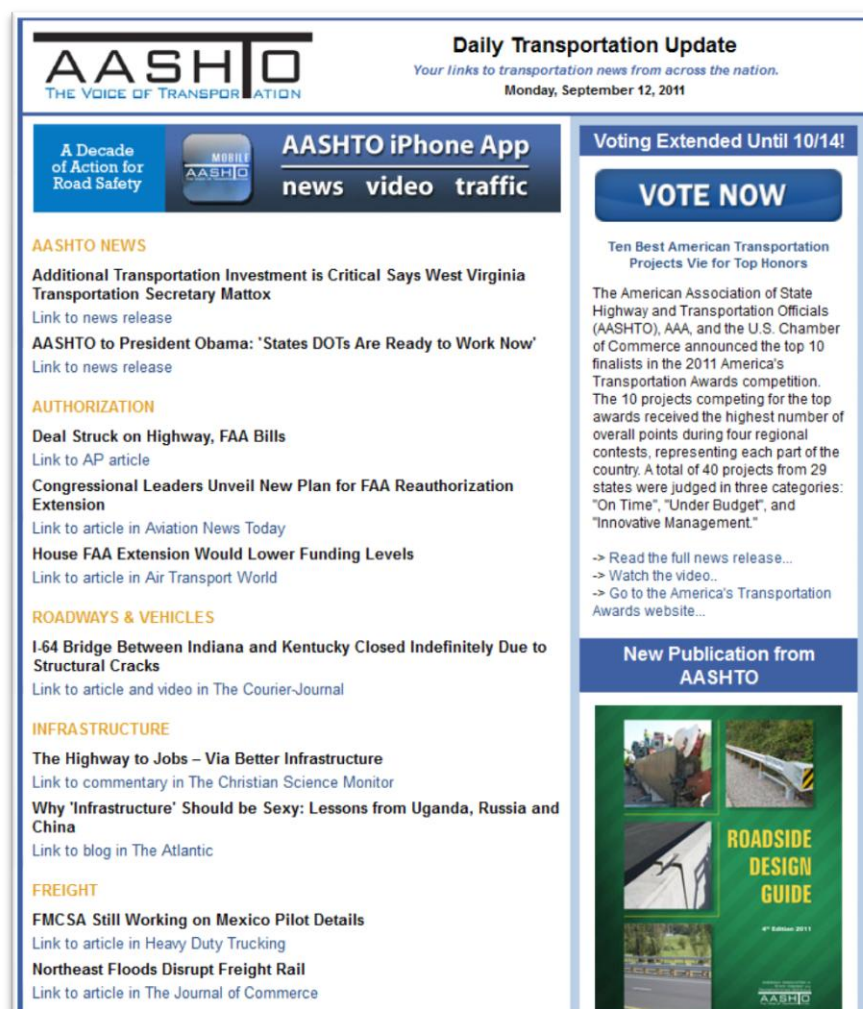 AASHTO
THE VOICE OF TRANSPORTATION
Daily Transportation Update
Your links to transportation news from across the nation.
Monday, September 12, 2011
A Decade
of Action for
Road Safety
MOBILE
AASHTO
AASHTO iPhone App
news video traffic
AASHTO NEWS
Additional Transportation Investment is Critical Says West Virginia
Transportation Secretary Mattox
Link to news release
AASHTO to President Obama: 'States DOTs Are Ready to Work Now'
Link to news release
AUTHORIZATION
Deal Struck on Highway, FAA Bills
Link to AP article
Congressional Leaders Unveil New Plan for FAA Reauthorization
Extension
Link to article in Aviation News Today
House FAA Extension Would Lower Funding Levels
Link to article in Air Transport World
ROADWAYS & VEHICLES
I-64 Bridge Between Indiana and Kentucky Closed Indefinitely Due to
Structural Cracks
Link to article and video in The Courier-Journal
INFRASTRUCTURE
The Highway to Jobs – Via Better Infrastructure
Link to commentary in The Christian Science Monitor
Why 'Infrastructure' Should be Sexy: Lessons from Uganda, Russia and
China
Link to blog in The Atlantic
FREIGHT
FMCSA Still Working on Mexico Pilot Details
Link to article in Heavy Duty Trucking
Northeast Floods Disrupt Freight Rail
Link to article in The Journal of Commerce
Voting Extended Until 10/14!
VOTE NOW
Ten Best American Transportation
Projects Vie for Top Honors
The American Association of State
Highway and Transportation Officials
(AASHTO), AAA, and the U.S. Chamber
of Commerce announced the top 10
finalists in the 2011 America's
Transportation Awards competition.
The 10 projects competing for the top
awards received the highest number of
overall points during four regional
contests, representing each part of the
country. A total of 40 projects from 29
states were judged in three categories:
"On Time", "Under Budget", and
"Innovative Management."
-> Read the full news release...
-> Watch the video..
-> Go to the America's Transportation
Awards website...
New Publication from
AASHTO
ROADSIDE
DESIGN
GUIDE
4th Edition 2011
AASHTO